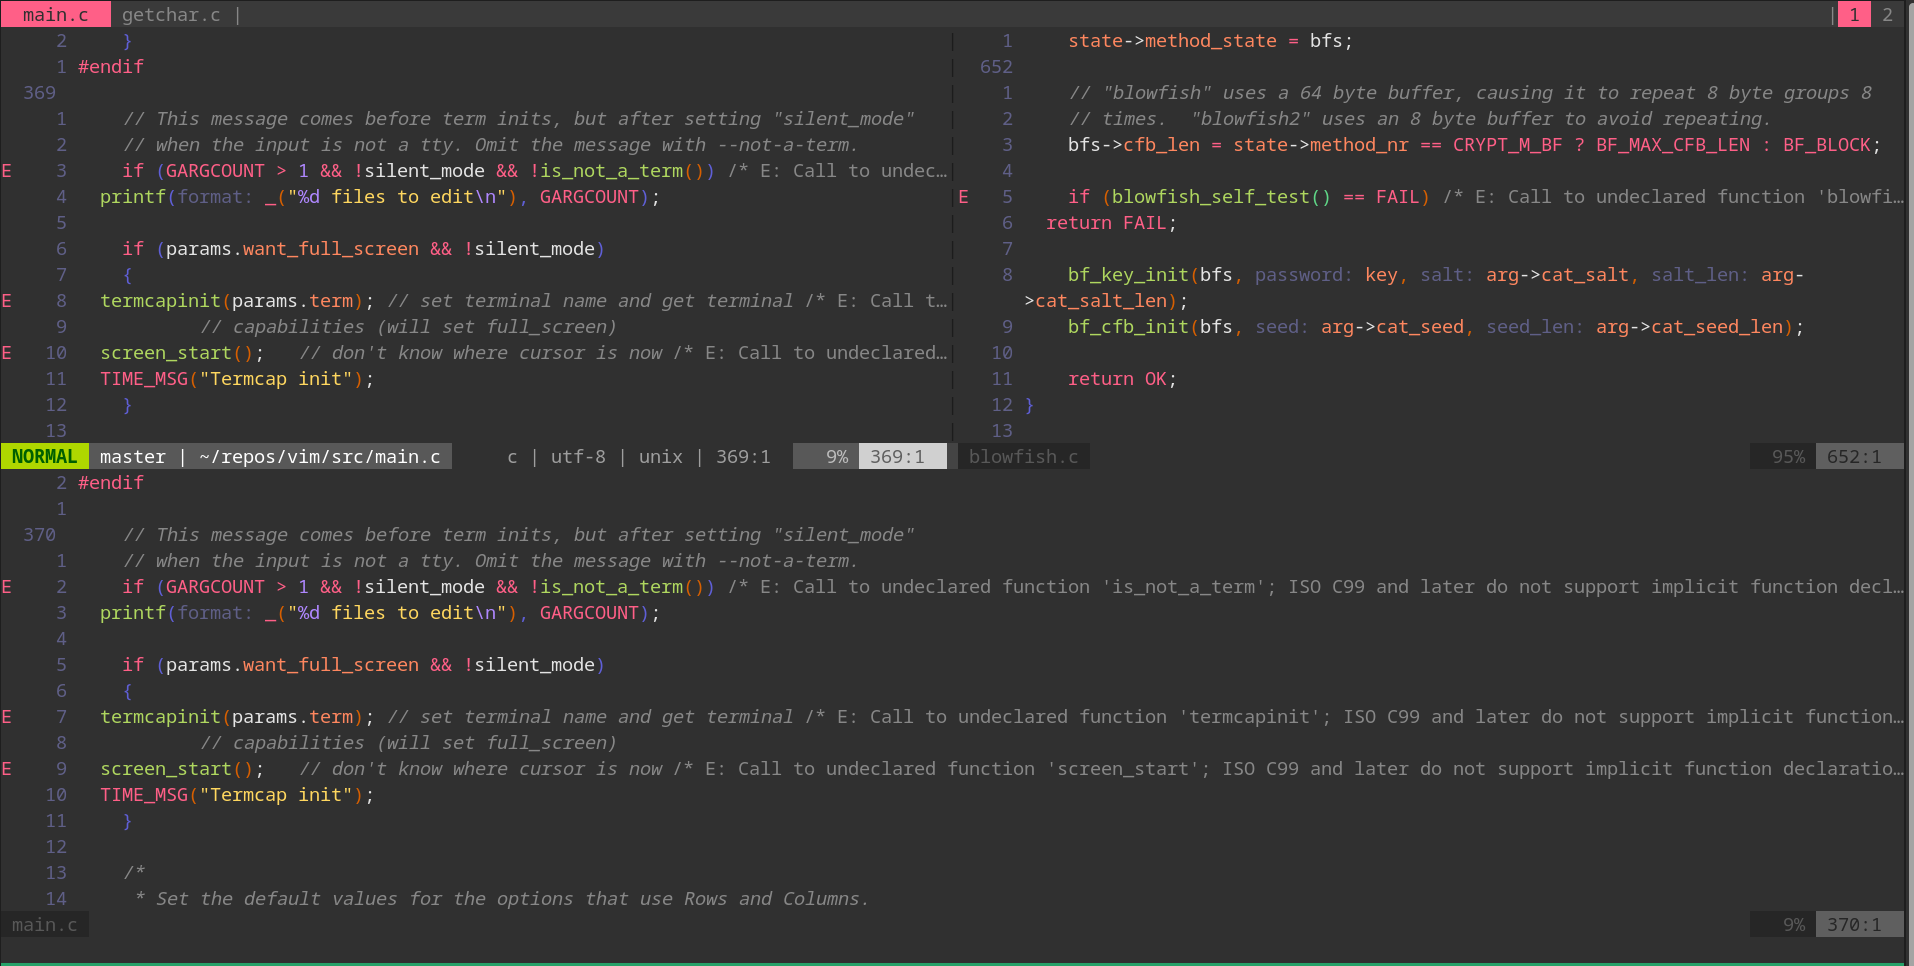 main.c getchar.c | | 1 2
2 }
1 #endif
369
1 // This message comes before term inits, but after setting "silent_mode"
2 // when the input is not a tty. Omit the message with --not-a-term.
E 3 if (GARGCOUNT > 1 && !silent_mode && !is_not_a_term()) /* E: Call to undec…
4 printf(format: _("%d files to edit\n"), GARGCOUNT);
5
6 if (params.want_full_screen && !silent_mode)
7 {
E 8 termcapinit(params.term); // set terminal name and get terminal /* E: Call t…
9 // capabilities (will set full_screen)
E 10 screen_start(); // don't know where cursor is now /* E: Call to undeclared…
11 TIME_MSG("Termcap init");
12 }
13
1 state->method_state = bfs;
652
1 // "blowfish" uses a 64 byte buffer, causing it to repeat 8 byte groups 8
2 // times. "blowfish2" uses an 8 byte buffer to avoid repeating.
3 bfs->cfb_len = state->method_nr == CRYPT_M_BF ? BF_MAX_CFB_LEN : BF_BLOCK;
4
E 5 if (blowfish_self_test() == FAIL) /* E: Call to undeclared function 'blowfi…
6 return FAIL;
7
8 bf_key_init(bfs, password: key, salt: arg->cat_salt, salt_len: arg-
>cat_salt_len);
9 bf_cfb_init(bfs, seed: arg->cat_seed, seed_len: arg->cat_seed_len);
10
11 return OK;
12 }
13
NORMAL master | ~/repos/vim/src/main.c c | utf-8 | unix | 369:1 9% 369:1 blowfish.c 95% 652:1
2 #endif
1
370 // This message comes before term inits, but after setting "silent_mode"
1 // when the input is not a tty. Omit the message with --not-a-term.
E 2 if (GARGCOUNT > 1 && !silent_mode && !is_not_a_term()) /* E: Call to undeclared function 'is_not_a_term'; ISO C99 and later do not support implicit function decl…
3 printf(format: _("%d files to edit\n"), GARGCOUNT);
4
5 if (params.want_full_screen && !silent_mode)
6 {
E 7 termcapinit(params.term); // set terminal name and get terminal /* E: Call to undeclared function 'termcapinit'; ISO C99 and later do not support implicit function…
8 // capabilities (will set full_screen)
E 9 screen_start(); // don't know where cursor is now /* E: Call to undeclared function 'screen_start'; ISO C99 and later do not support implicit function declaratio…
10 TIME_MSG("Termcap init");
11 }
12
13 /*
14 * Set the default values for the options that use Rows and Columns.
main.c 9% 370:1